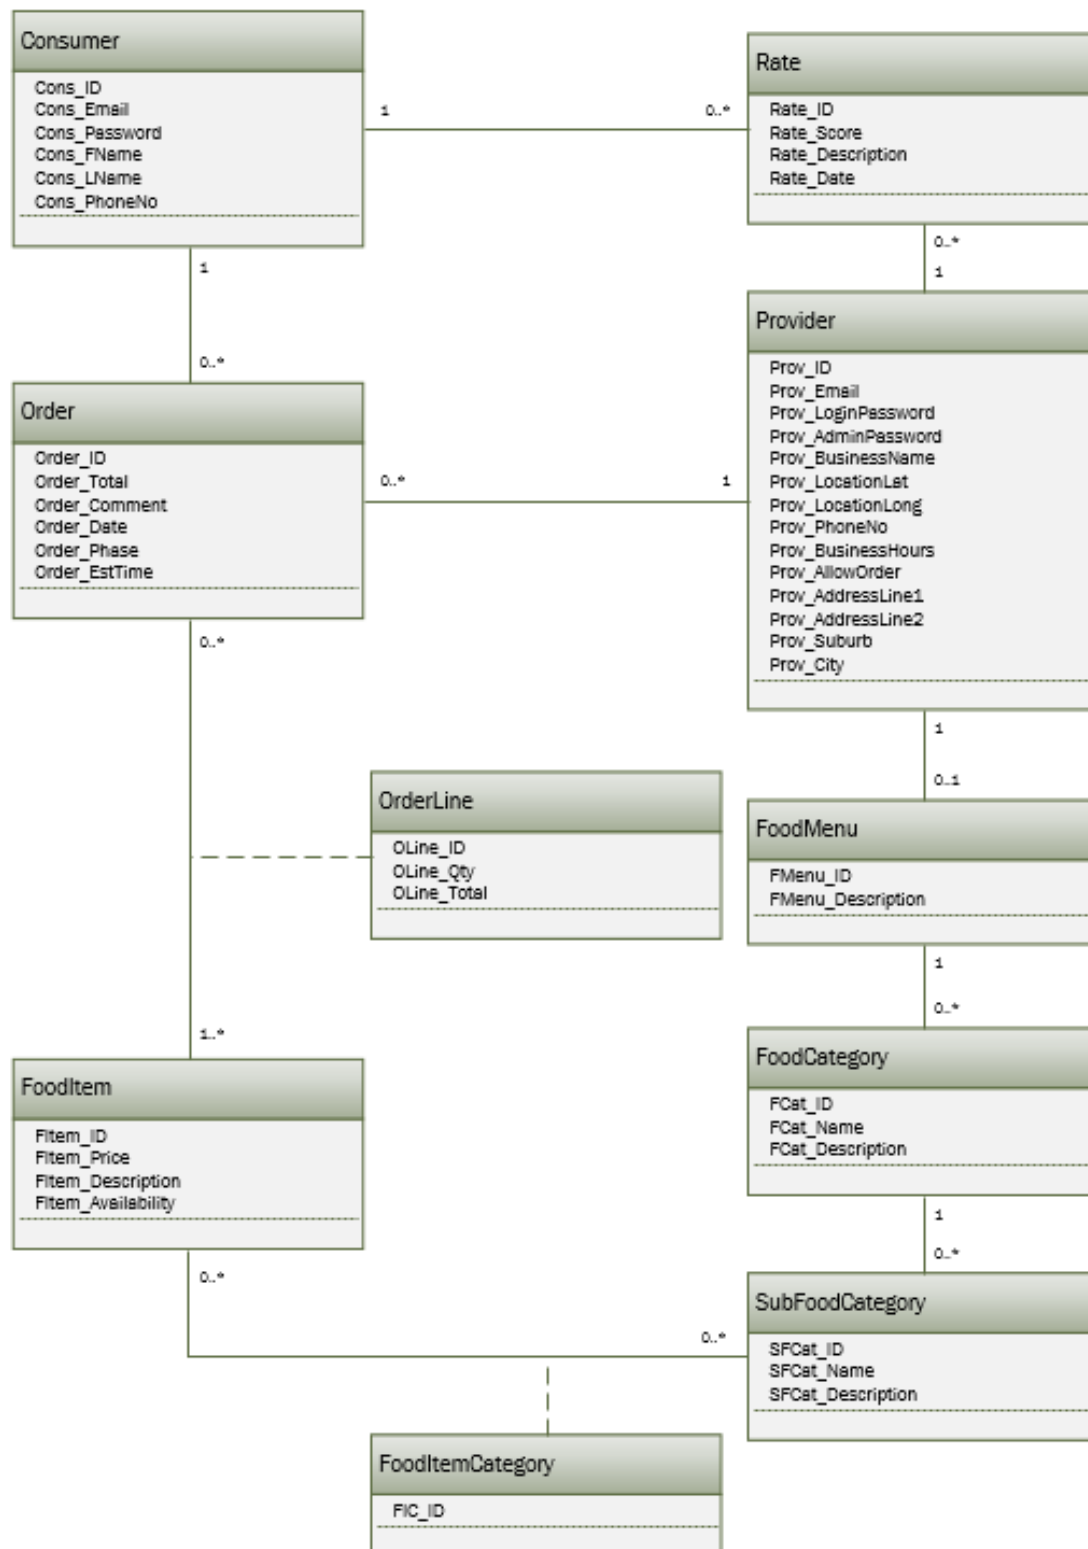 Consumer
Cons_ID
Cons_Email
Cons_Password
Cons_FName
Cons_LName
Cons_PhoneNo
1
0..*
Rate
Rate_ID
Rate_Score
Rate_Description
Rate_Date
0..*
1
1
0..*
Provider
Prov_ID
Prov_Email
Prov_LoginPassword
Prov_AdminPassword
Prov_BusinessName
Prov_LocationLat
Prov_LocationLong
Prov_PhoneNo
Prov_BusinessHours
Prov_AllowOrder
Prov_AddressLine1
Prov_AddressLine2
Prov_Suburb
Prov_City
Order
Order_ID
Order_Total
Order_Comment
Order_Date
Order_Phase
Order_EstTime
0..*
1
0..*
1
0..1
OrderLine
OLine_ID
OLine_Qty
OLine_Total
FoodMenu
FMenu_ID
FMenu_Description
1
0..*
1..*
FoodItem
FItem_ID
FItem_Price
FItem_Description
FItem_Availability
FoodCategory
FCat_ID
FCat_Name
FCat_Description
1
0..*
0..*
0..*
SubFoodCategory
SFCat_ID
SFCat_Name
SFCat_Description
FoodItemCategory
FIC_ID